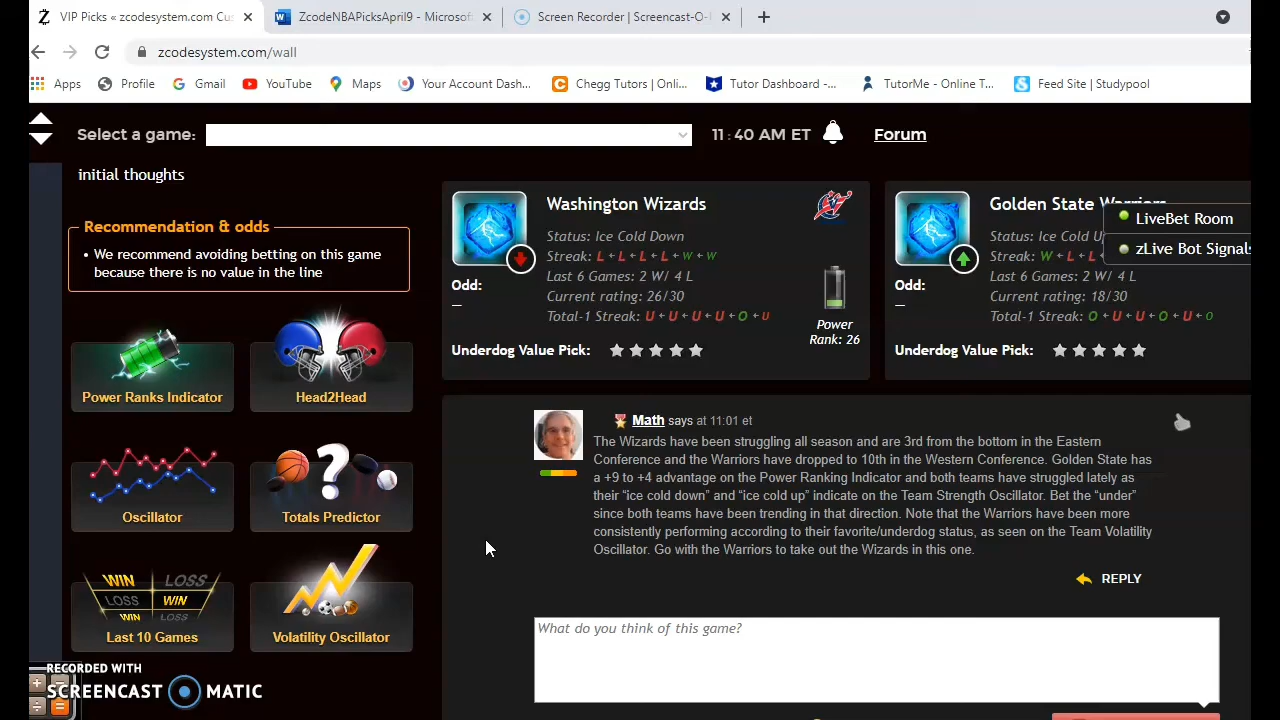 VIP Picks « zcodesystem.com Cus
ZcodeNBAPicksApril9 - Microsof
Screen Recorder | Screencast-O-
zcodesystem.com/wall
Apps
Profile
Gmail
YouTube
Maps
Your Account Dash...
Chegg Tutors | Onli...
Tutor Dashboard -...
TutorMe - Online T...
Feed Site | Studypool
Select a game:
11:40 AM ET
Forum
initial thoughts
Recommendation & odds
• We recommend avoiding betting on this game
because there is no value in the line
Power Ranks Indicator
Head2Head
Oscillator
Totals Predictor
WIN LOSS
LOSS WIN
WIN LOSS
Last 10 Games
Volatility Oscillator
Washington Wizards
Status: Ice Cold Down
Streak: L L L L W W
Last 6 Games: 2 W/ 4 L
Current rating: 26/30
Total-1 Streak: U U U U O U
Odd:
—
Underdog Value Pick:
Power
Rank: 26
Golden State Warriors
Status: Ice Cold U
Streak: W L L
Last 6 Games: 2 W/ 4 L
Current rating: 18/30
Total-1 Streak: O U U O U O
Odd:
—
Underdog Value Pick:
LiveBet Room
zLive Bot Signals
Math says at 11:01 et
The Wizards have been struggling all season and are 3rd from the bottom in the Eastern
Conference and the Warriors have dropped to 10th in the Western Conference. Golden State has
a +9 to +4 advantage on the Power Ranking Indicator and both teams have struggled lately as
their “ice cold down” and “ice cold up” indicate on the Team Strength Oscillator. Bet the “under”
since both teams have been trending in that direction. Note that the Warriors have been more
consistently performing according to their favorite/underdog status, as seen on the Team Volatility
Oscillator. Go with the Warriors to take out the Wizards in this one.
REPLY
What do you think of this game?
RECORDED WITH
SCREENCAST MATIC